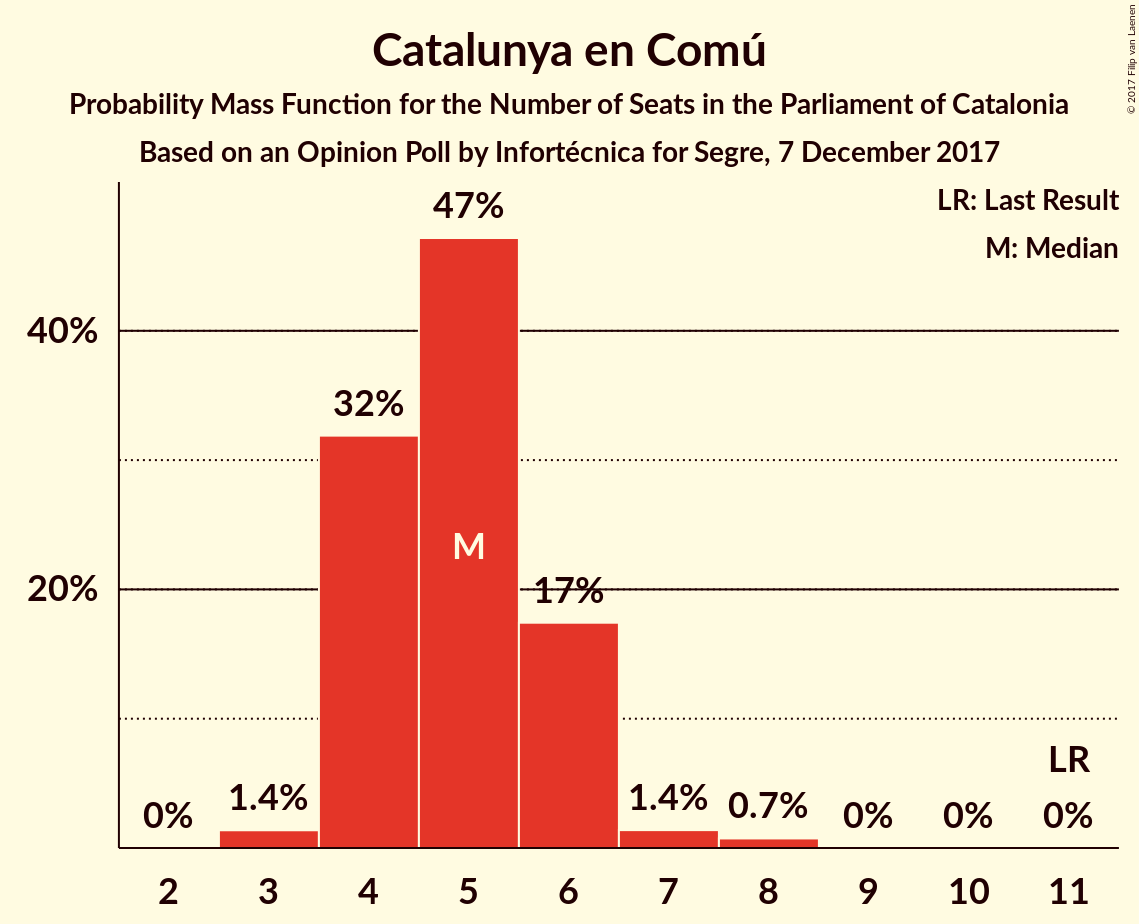 Catalunya en Comú
Probability Mass Function for the Number of Seats in the Parliament of Catalonia
Based on an Opinion Poll by Infortécnica for Segre, 7 December 2017
© 2017 Filip van Laenen
LR: Last Result
M: Median
47%
40%
32%
M
20%
17%
LR
0%
1.4%
1.4%
0.7%
0%
0%
0%
2 3 4 5 6 7 8 9 10 11